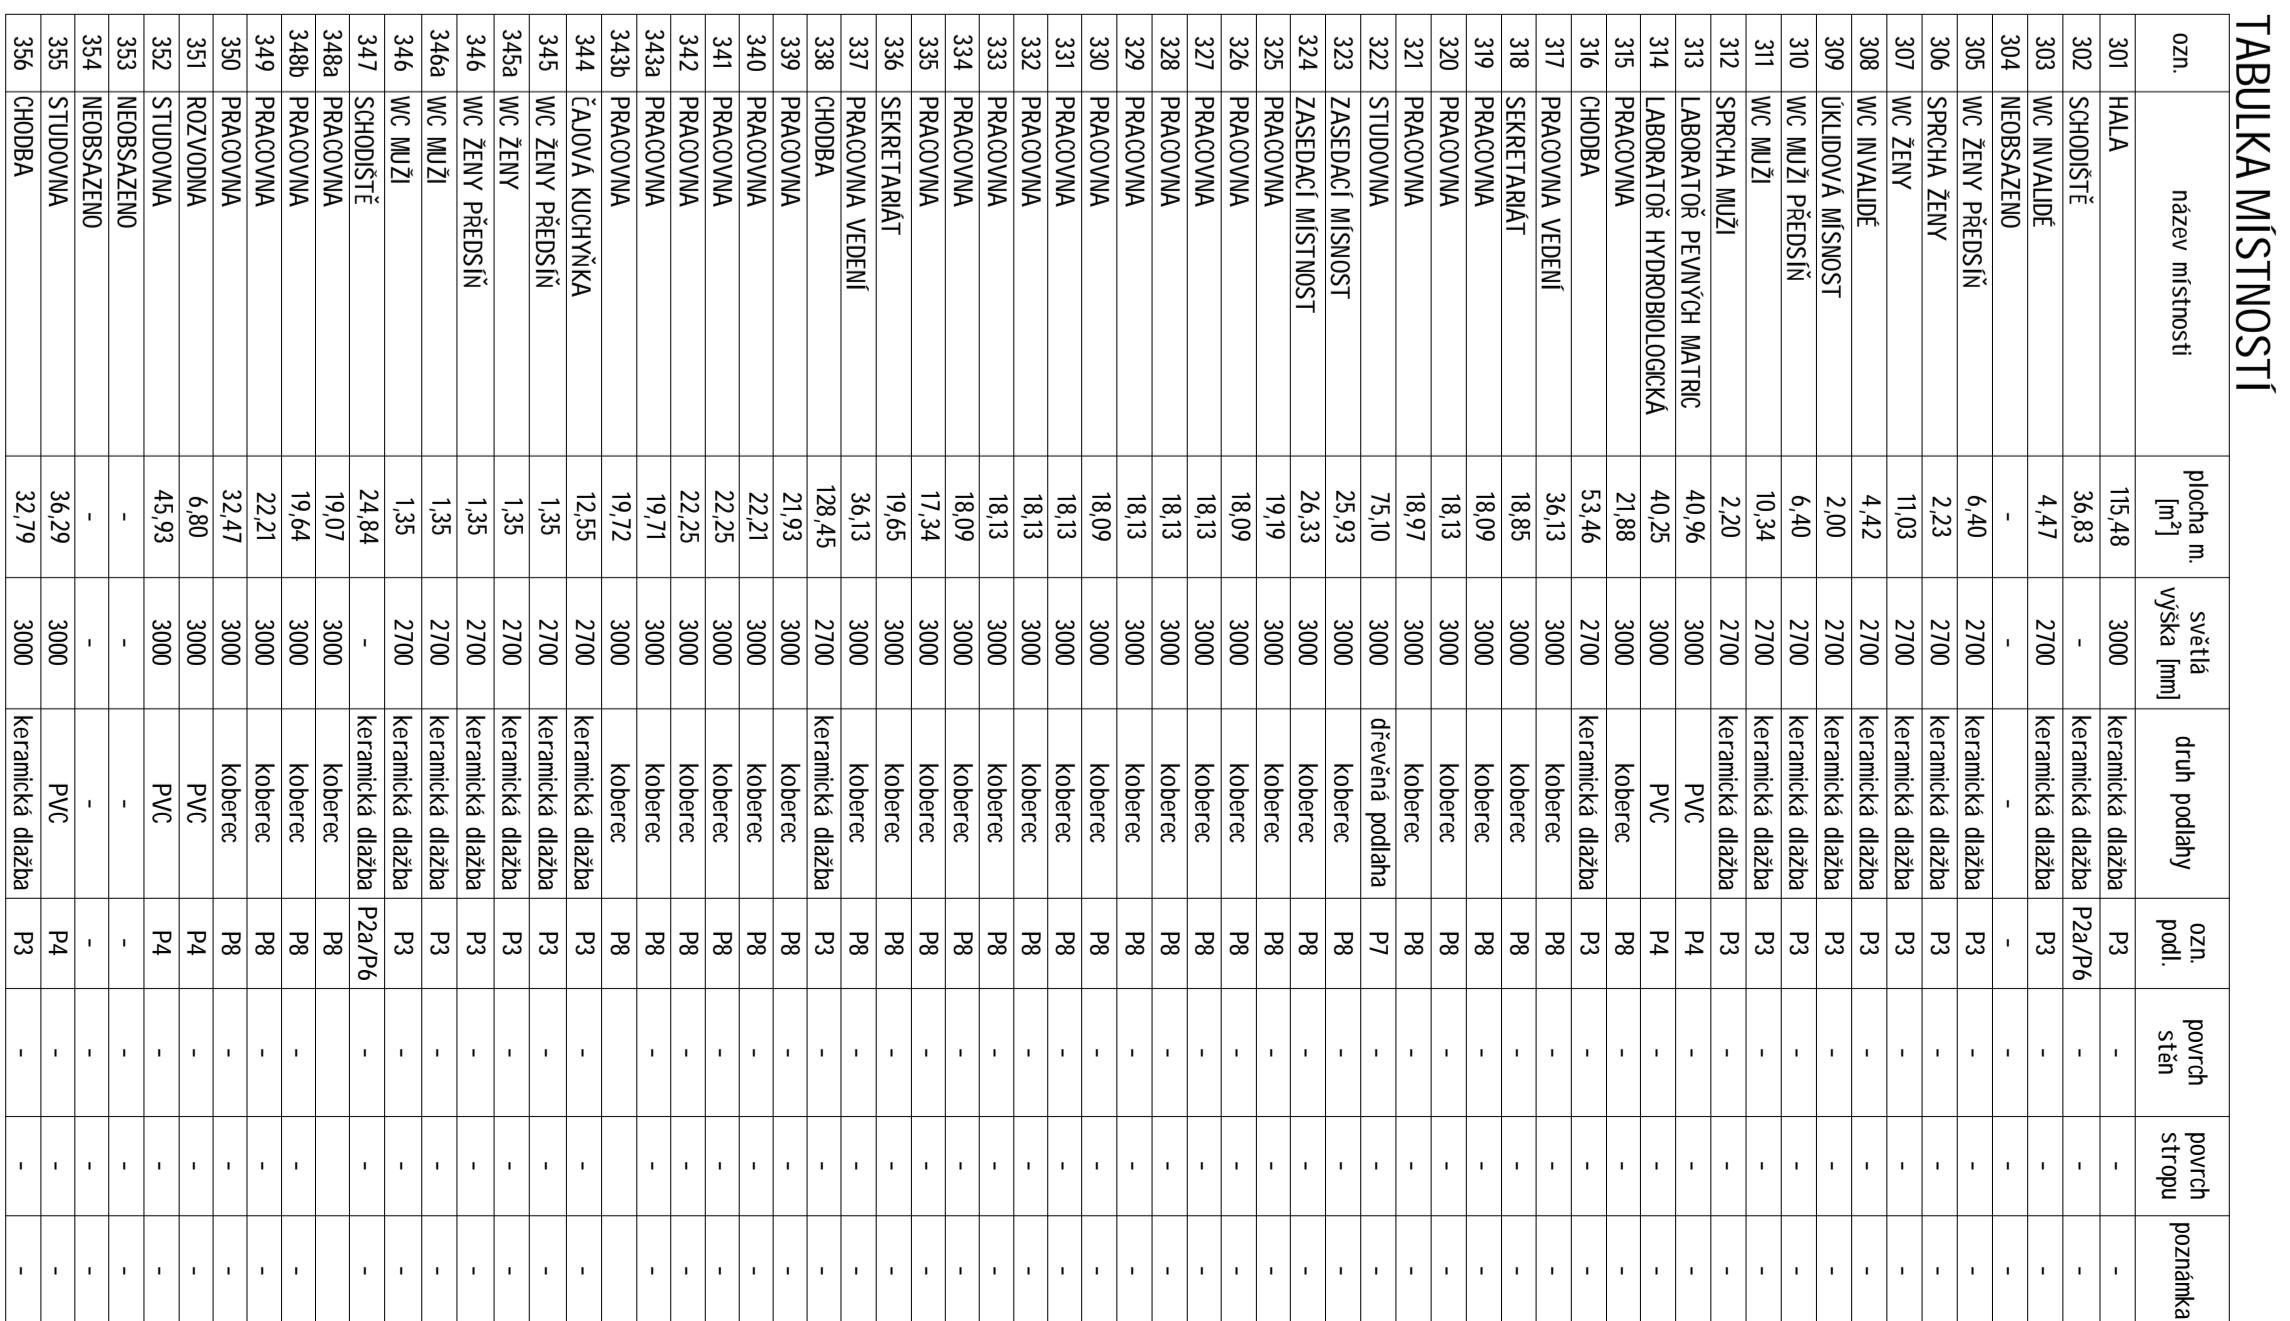 TABULKA MÍSTNOSTÍ
ozn. název místnosti plocha m. [m²] světlá výška [mm] druh podlahy ozn. podl. povrch stěn povrch stropu poznámka
301 HALA 115,48 3000 keramická dlažba P3 - - -
302 SCHODIŠTĚ 36,83 - keramická dlažba P2a/P6 - - -
303 WC INVALIDÉ 4,47 2700 keramická dlažba P3 - - -
304 NEOBSAZENO - - - - - - -
305 WC ŽENY PŘEDSÍŇ 6,40 2700 keramická dlažba P3 - - -
306 SPRCHA ŽENY 2,23 2700 keramická dlažba P3 - - -
307 WC ŽENY 11,03 2700 keramická dlažba P3 - - -
308 WC INVALIDÉ 4,42 2700 keramická dlažba P3 - - -
309 ÚKLIDOVÁ MÍSNOST 2,00 2700 keramická dlažba P3 - - -
310 WC MUŽI PŘEDSÍŇ 6,40 2700 keramická dlažba P3 - - -
311 WC MUŽI 10,34 2700 keramická dlažba P3 - - -
312 SPRCHA MUŽI 2,20 2700 keramická dlažba P3 - - -
313 LABORATOŘ PEVNÝCH MATRIC 40,96 3000 PVC P4 - - -
314 LABORATOŘ HYDROBIOLOGICKÁ 40,25 3000 PVC P4 - - -
315 PRACOVNA 21,88 3000 koberec P8 - - -
316 CHODBA 53,46 2700 keramická dlažba P3 - - -
317 PRACOVNA VEDENÍ 36,13 3000 koberec P8 - - -
318 SEKRETARIÁT 18,85 3000 koberec P8 - - -
319 PRACOVNA 18,09 3000 koberec P8 - - -
320 PRACOVNA 18,13 3000 koberec P8 - - -
321 PRACOVNA 18,97 3000 koberec P8 - - -
322 STUDOVNA 75,10 3000 dřevěná podlaha P7 - - -
323 ZASEDACÍ MÍSNOST 25,93 3000 koberec P8 - - -
324 ZASEDACÍ MÍSTNOST 26,33 3000 koberec P8 - - -
325 PRACOVNA 19,19 3000 koberec P8 - - -
326 PRACOVNA 18,09 3000 koberec P8 - - -
327 PRACOVNA 18,13 3000 koberec P8 - - -
328 PRACOVNA 18,13 3000 koberec P8 - - -
329 PRACOVNA 18,13 3000 koberec P8 - - -
330 PRACOVNA 18,09 3000 koberec P8 - - -
331 PRACOVNA 18,13 3000 koberec P8 - - -
332 PRACOVNA 18,13 3000 koberec P8 - - -
333 PRACOVNA 18,13 3000 koberec P8 - - -
334 PRACOVNA 18,09 3000 koberec P8 - - -
335 PRACOVNA 17,34 3000 koberec P8 - - -
336 SEKRETARIÁT 19,65 3000 koberec P8 - - -
337 PRACOVNA VEDENÍ 36,13 3000 koberec P8 - - -
338 CHODBA 128,45 2700 keramická dlažba P3 - - -
339 PRACOVNA 21,93 3000 koberec P8 - - -
340 PRACOVNA 22,21 3000 koberec P8 - - -
341 PRACOVNA 22,25 3000 koberec P8 - - -
342 PRACOVNA 22,25 3000 koberec P8 - - -
343a PRACOVNA 19,71 3000 koberec P8 - - -
343b PRACOVNA 19,72 3000 koberec P8
344 ČAJOVÁ KUCHYŇKA 12,55 2700 keramická dlažba P3 - - -
345 WC ŽENY PŘEDSÍŇ 1,35 2700 keramická dlažba P3 - - -
345a WC ŽENY 1,35 2700 keramická dlažba P3 - - -
346 WC ŽENY PŘEDSÍŇ 1,35 2700 keramická dlažba P3 - - -
346a WC MUŽI 1,35 2700 keramická dlažba P3 - - -
346 WC MUŽI 1,35 2700 keramická dlažba P3 - - -
347 SCHODIŠTĚ 24,84 - keramická dlažba P2a/P6 - - -
348a PRACOVNA 19,07 3000 koberec P8
348b PRACOVNA 19,64 3000 koberec P8 - - -
349 PRACOVNA 22,21 3000 koberec P8 - - -
350 PRACOVNA 32,47 3000 koberec P8 - - -
351 ROZVODNA 6,80 3000 PVC P4 - - -
352 STUDOVNA 45,93 3000 PVC P4 - - -
353 NEOBSAZENO - - - - - - -
354 NEOBSAZENO - - - - - - -
355 STUDOVNA 36,29 3000 PVC P4 - - -
356 CHODBA 32,79 3000 keramická dlažba P3 - - -